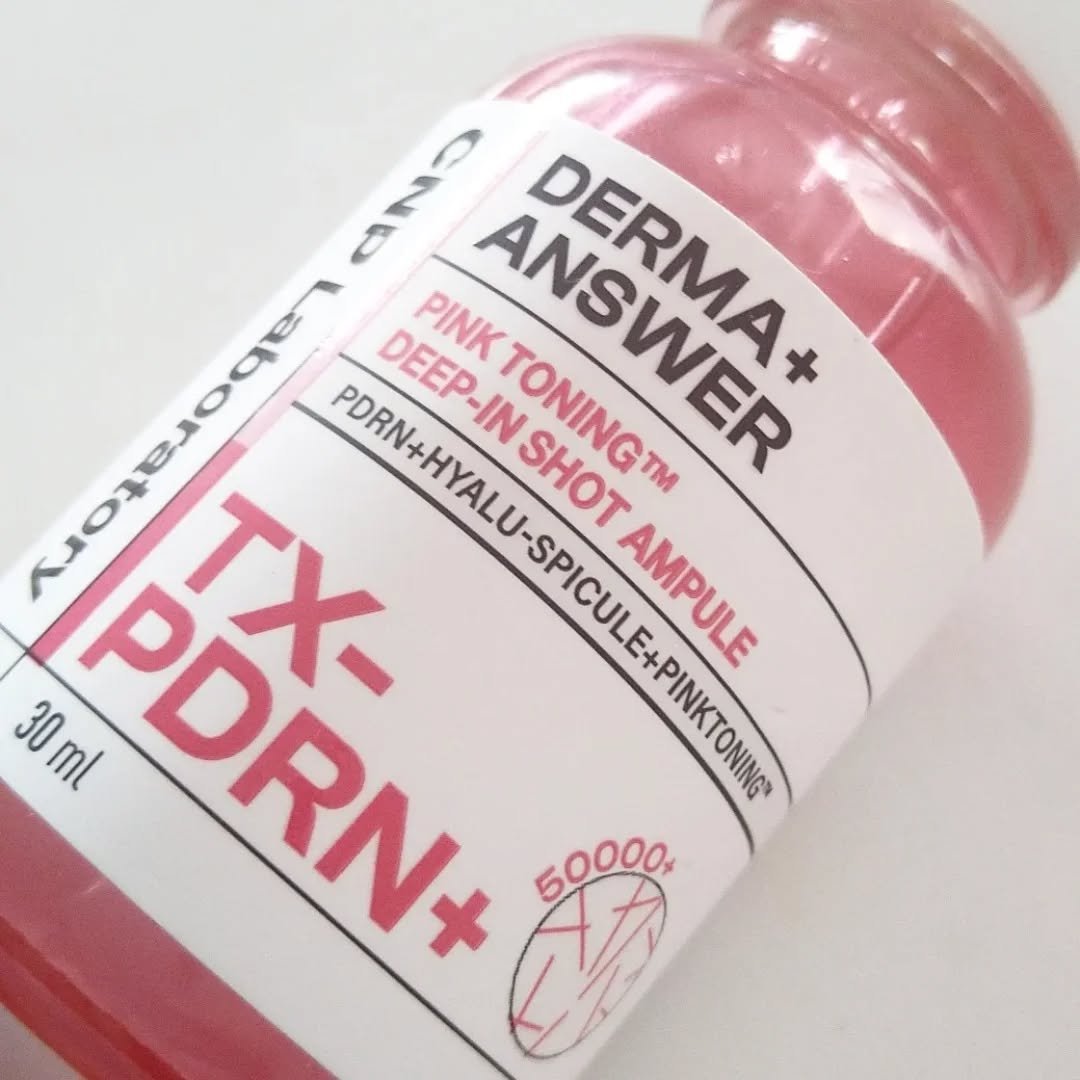 CNP Laboratory
DERMA+
ANSWER
PINK TONING™
DEEP-IN SHOT AMPULE
PDRN+HYALU-SPICULE+PINKTONING™
TX-
PDRN+
50000+
30 ml